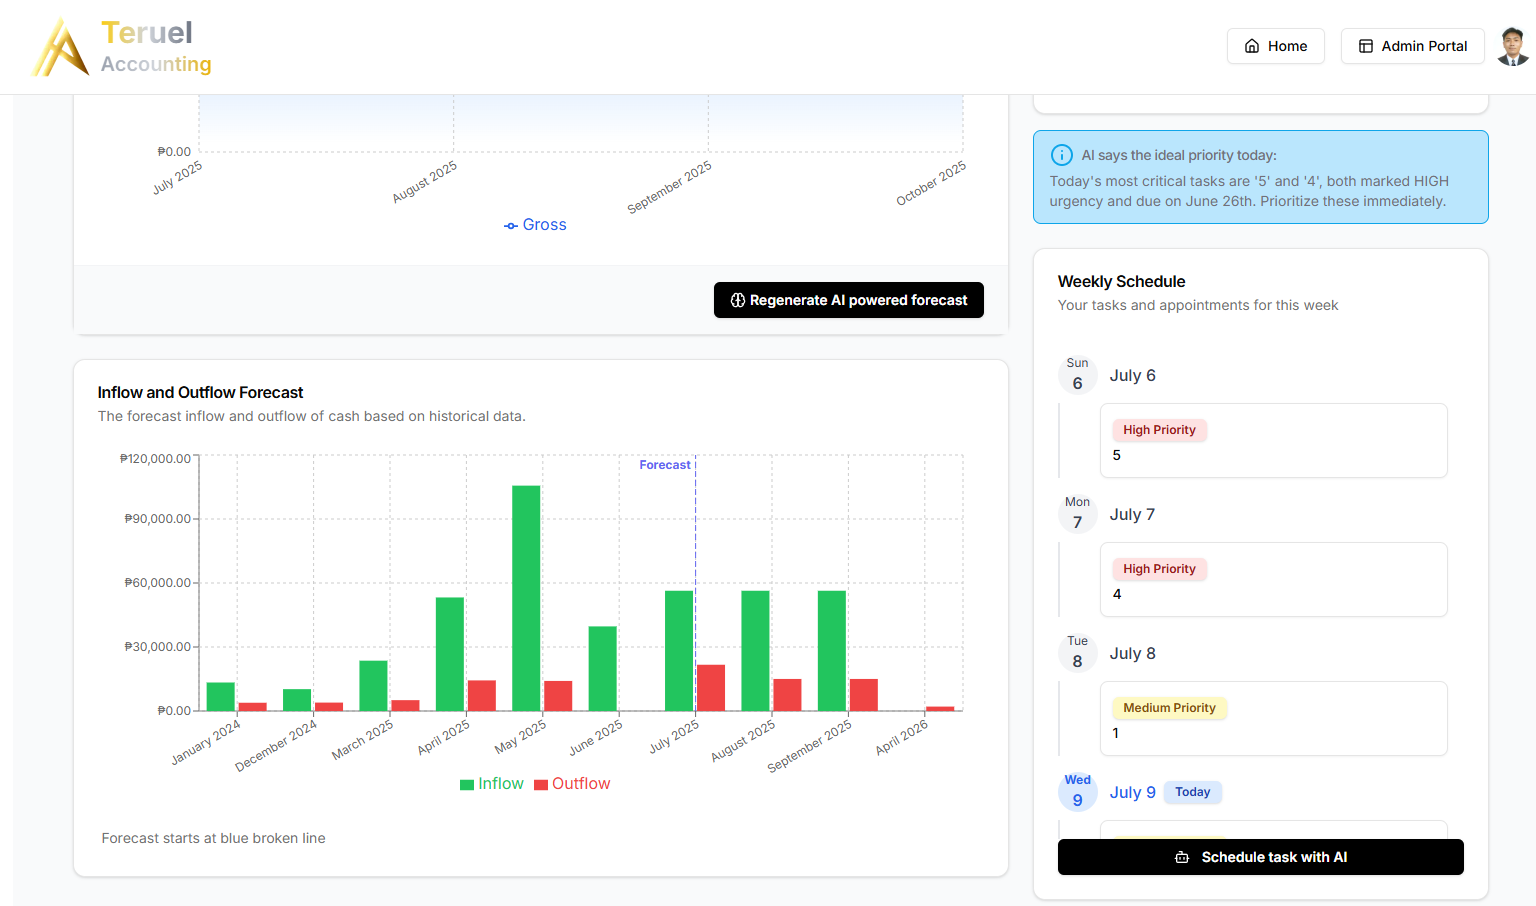 Teruel
Accounting
Home
Admin Portal
₱0.00
July 2025
August 2025
September 2025
October 2025
Gross
Regenerate AI powered forecast
Inflow and Outflow Forecast
The forecast inflow and outflow of cash based on historical data.
₱120,000.00
₱90,000.00
₱60,000.00
₱30,000.00
₱0.00
Forecast
January 2024
December 2024
March 2025
April 2025
May 2025
June 2025
July 2025
August 2025
September 2025
April 2026
Inflow
Outflow
Forecast starts at blue broken line
AI says the ideal priority today:
Today's most critical tasks are '5' and '4', both marked HIGH
urgency and due on June 26th. Prioritize these immediately.
Weekly Schedule
Your tasks and appointments for this week
Sun
6
July 6
High Priority
5
Mon
7
July 7
High Priority
4
Tue
8
July 8
Medium Priority
1
Wed
9
July 9
Today
Schedule task with AI